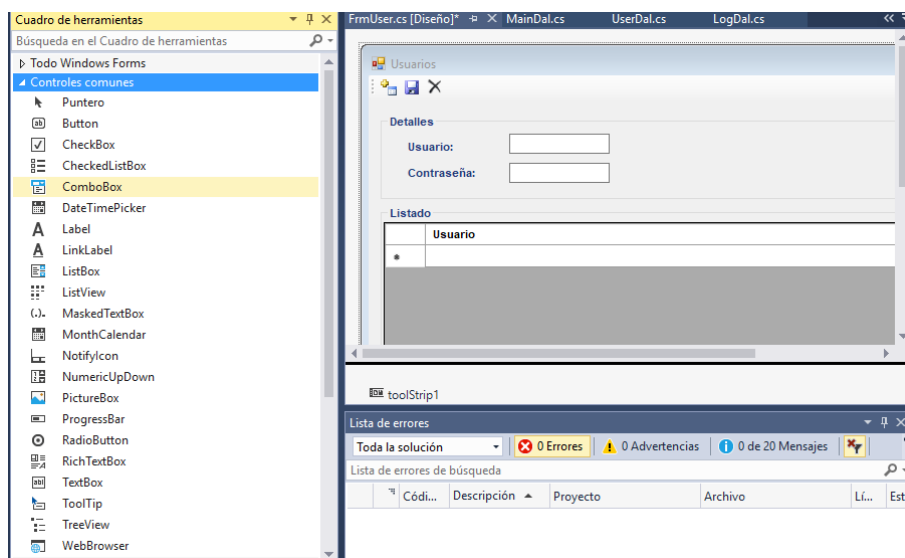 Cuadro de herramientas
Búsqueda en el Cuadro de herramientas
Todo Windows Forms
Controles comunes
Puntero
Button
CheckBox
CheckedListBox
ComboBox
DateTimePicker
Label
LinkLabel
ListBox
ListView
MaskedTextBox
MonthCalendar
NotifyIcon
NumericUpDown
PictureBox
ProgressBar
RadioButton
RichTextBox
TextBox
ToolTip
TreeView
WebBrowser
FrmUser.cs [Diseño]* MainDal.cs UserDal.cs LogDal.cs
Usuarios
Detalles
Usuario:
Contraseña:
Listado
Usuario
toolStrip1
Lista de errores
Toda la solución 0 Errores 0 Advertencias 0 de 20 Mensajes
Lista de errores de búsqueda
Códi... Descripción Proyecto Archivo Lí... Est